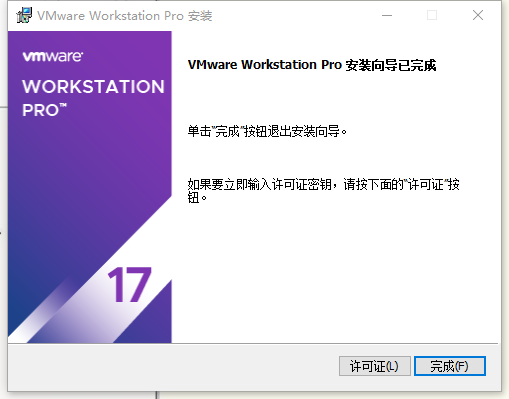 VMware Workstation Pro 安装
vmware®
WORKSTATION
PRO™
17
VMware Workstation Pro 安装向导已完成
单击"完成"按钮退出安装向导。
如果要立即输入许可证密钥，请按下面的"许可证"按
钮。
许可证(L)
完成(F)